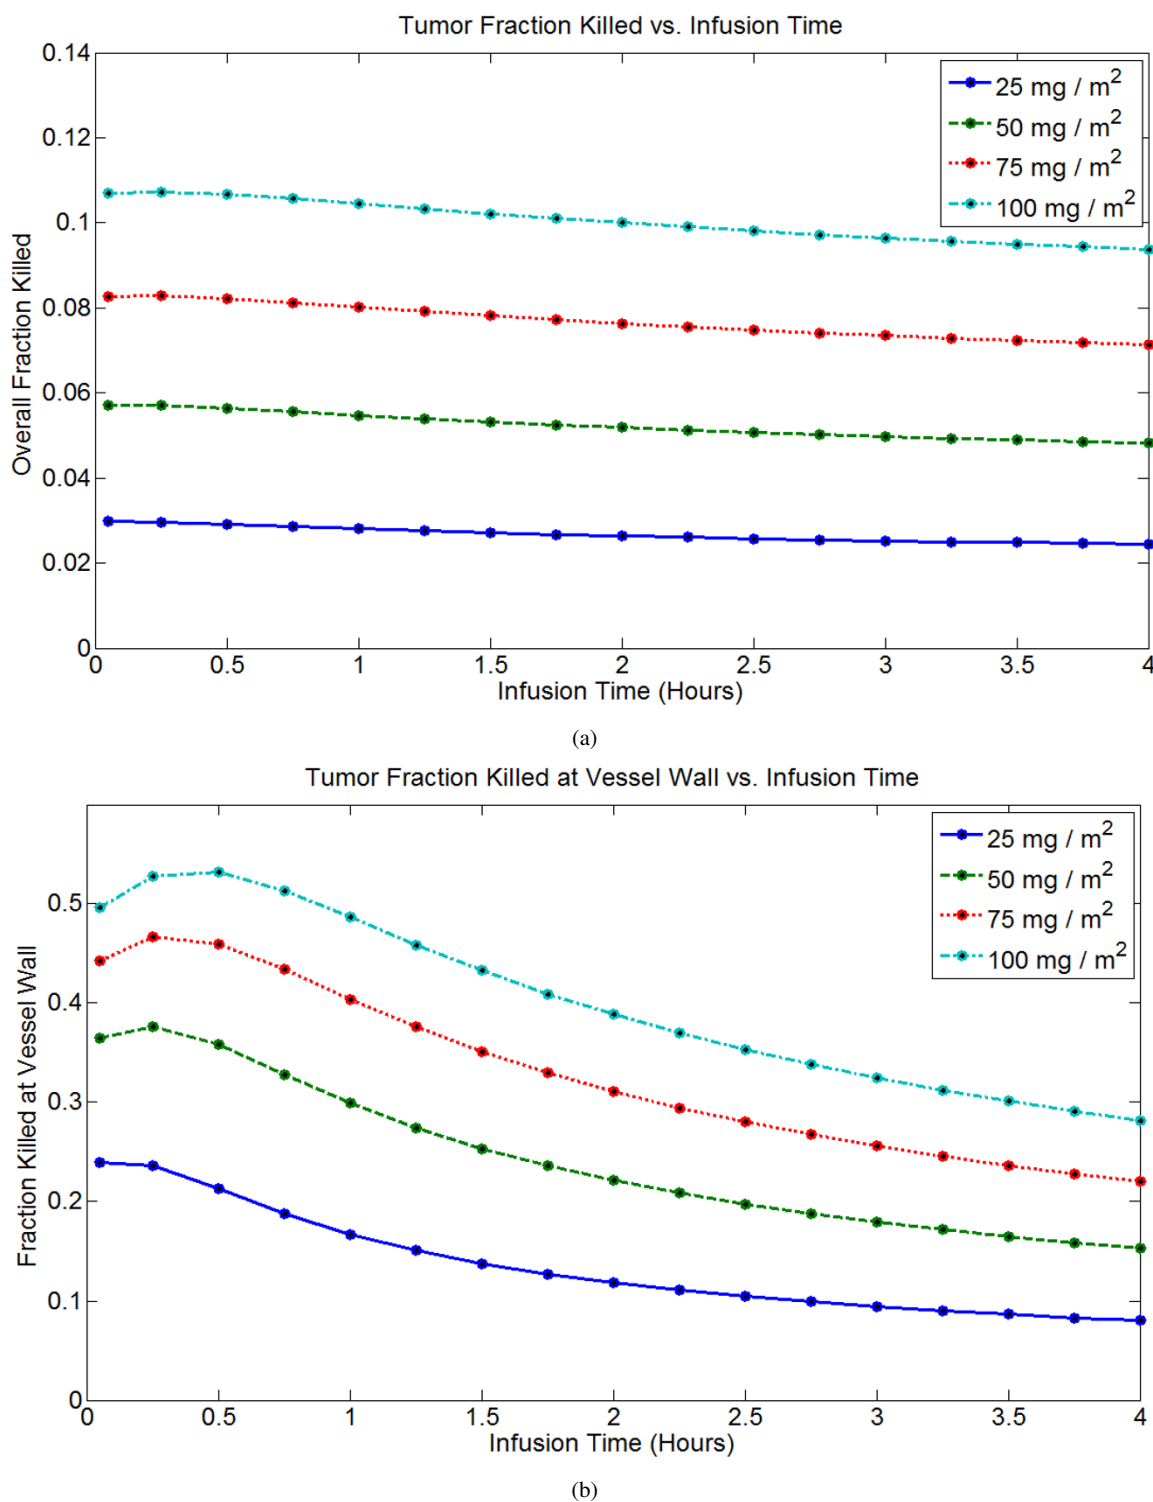 Tumor Fraction Killed vs. Infusion Time
0.14
0.12
0.1
0.08
0.06
0.04
0.02
0
Overall Fraction Killed
25 mg / m²
50 mg / m²
75 mg / m²
100 mg / m²
0 0.5 1 1.5 2 2.5 3 3.5 4
Infusion Time (Hours)
(a)
Tumor Fraction Killed at Vessel Wall vs. Infusion Time
0.5
0.4
0.3
0.2
0.1
0
Fraction Killed at Vessel Wall
25 mg / m²
50 mg / m²
75 mg / m²
100 mg / m²
0 0.5 1 1.5 2 2.5 3 3.5 4
Infusion Time (Hours)
(b)